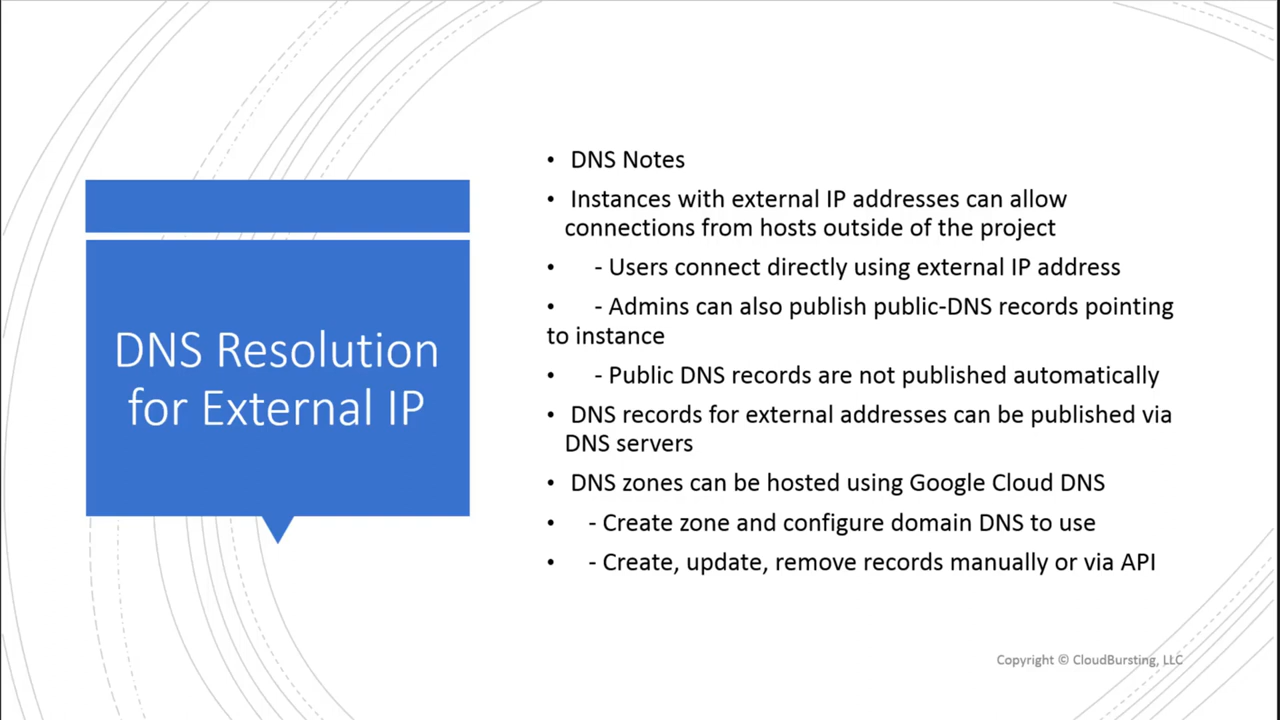 DNS Resolution
for External IP
• DNS Notes
• Instances with external IP addresses can allow
connections from hosts outside of the project
• - Users connect directly using external IP address
• - Admins can also publish public-DNS records pointing
to instance
• - Public DNS records are not published automatically
• DNS records for external addresses can be published via
DNS servers
• DNS zones can be hosted using Google Cloud DNS
• - Create zone and configure domain DNS to use
• - Create, update, remove records manually or via API
Copyright © CloudBursting, LLC